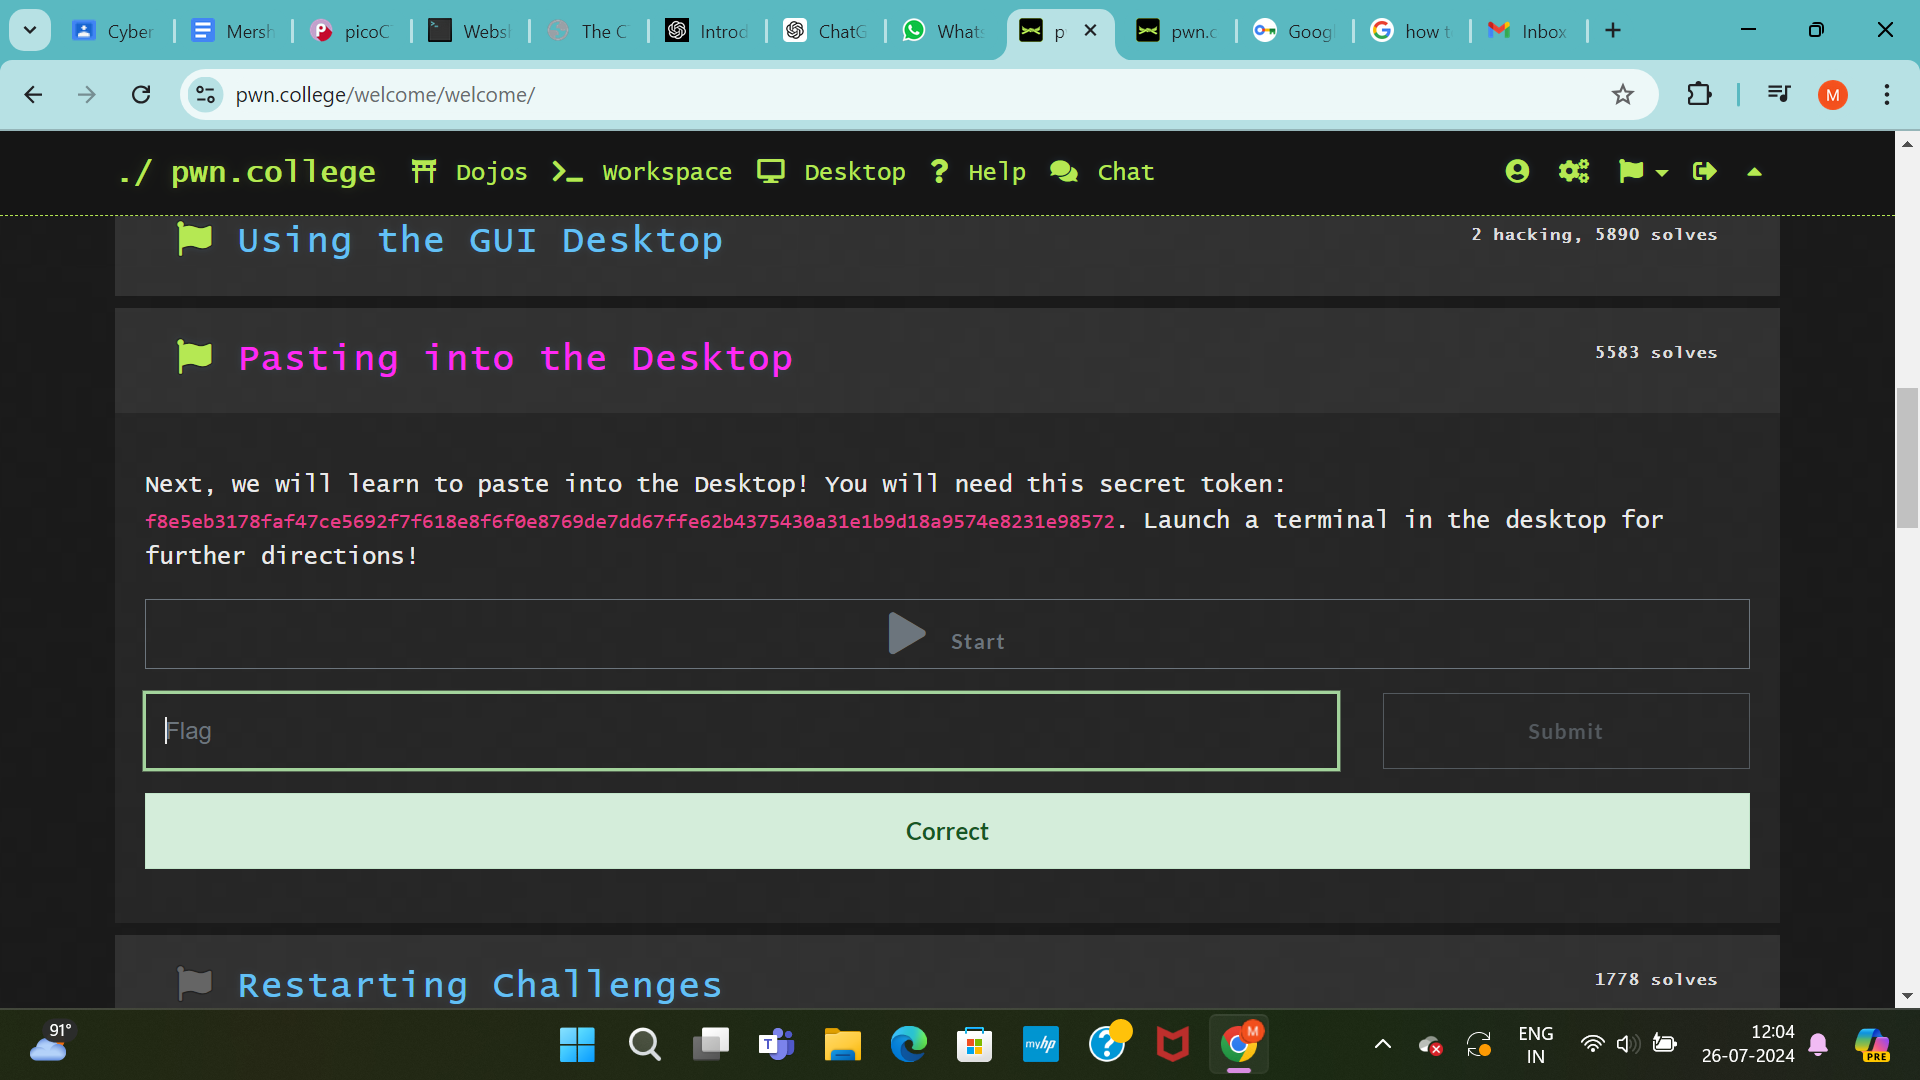 Cyber
Mersh
picoC
Websh
The C
Introd
ChatG
Whats
p
pwn.c
Googl
how t
Inbox
pwn.college/welcome/welcome/
M
./ pwn.college
Dojos
Workspace
Desktop
? Help
Chat
Using the GUI Desktop
2 hacking, 5890 solves
Pasting into the Desktop
5583 solves
Next, we will learn to paste into the Desktop! You will need this secret token:
f8e5eb3178faf47ce5692f7f618e8f6f0e8769de7dd67ffe62b4375430a31e1b9d18a9574e8231e98572. Launch a terminal in the desktop for
further directions!
Start
Flag
Submit
Correct
Restarting Challenges
1778 solves
91°
T
myhp
?
M
ENG
IN
12:04
26-07-2024
PRE